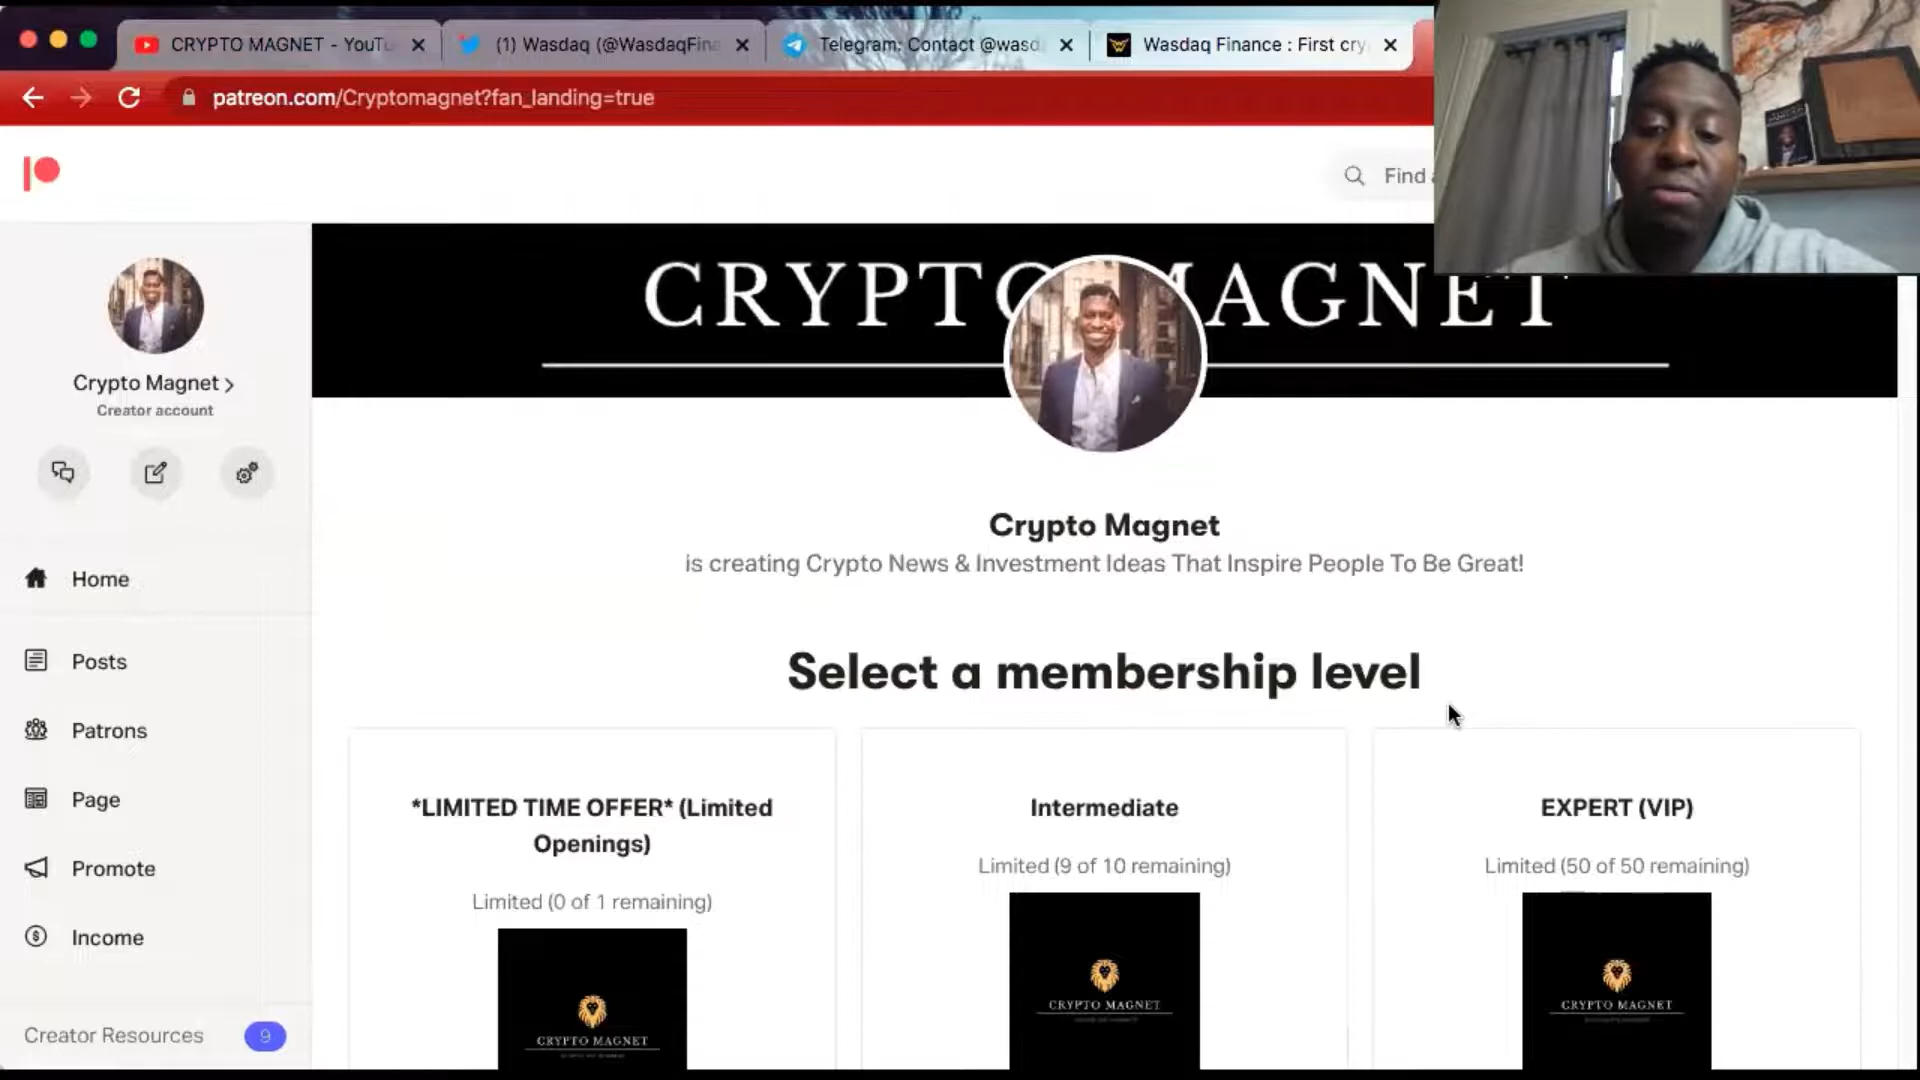 CRYPTO MAGNET - YouTu
(1) Wasdaq (@WasdaqFina
Telegram: Contact @wasd
Wasdaq Finance : First cry
patreon.com/Cryptomagnet?fan_landing=true
Find
CRYPTO MAGNET
Crypto Magnet
Creator account
Home
Posts
Patrons
Page
Promote
Income
Creator Resources
9
Crypto Magnet
is creating Crypto News & Investment Ideas That Inspire People To Be Great!
Select a membership level
*LIMITED TIME OFFER* (Limited
Openings)
Limited (0 of 1 remaining)
CRYPTO MAGNET
Intermediate
Limited (9 of 10 remaining)
CRYPTO MAGNET
EXPERT (VIP)
Limited (50 of 50 remaining)
CRYPTO MAGNET